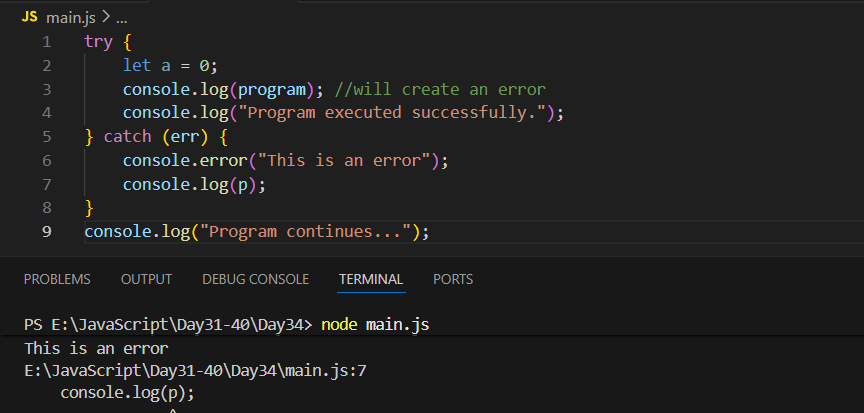 JS main.js > ...
1 try {
2     let a = 0;
3     console.log(program); //will create an error
4     console.log("Program executed successfully.");
5 } catch (err) {
6     console.error("This is an error");
7     console.log(p);
8 }
9 console.log("Program continues...");
PROBLEMS OUTPUT DEBUG CONSOLE TERMINAL PORTS
PS E:\JavaScript\Day31-40\Day34> node main.js
This is an error
E:\JavaScript\Day31-40\Day34\main.js:7
    console.log(p);
                ^